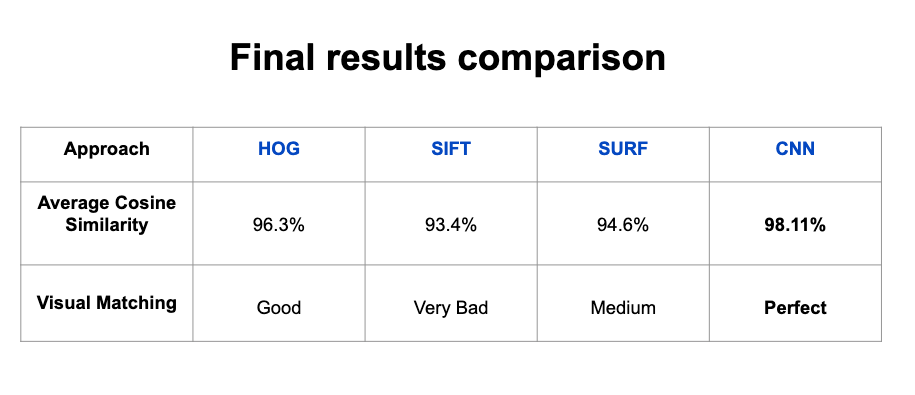 Final results comparison
Approach HOG SIFT SURF CNN
Average Cosine
Similarity 96.3% 93.4% 94.6% 98.11%
Visual Matching Good Very Bad Medium Perfect